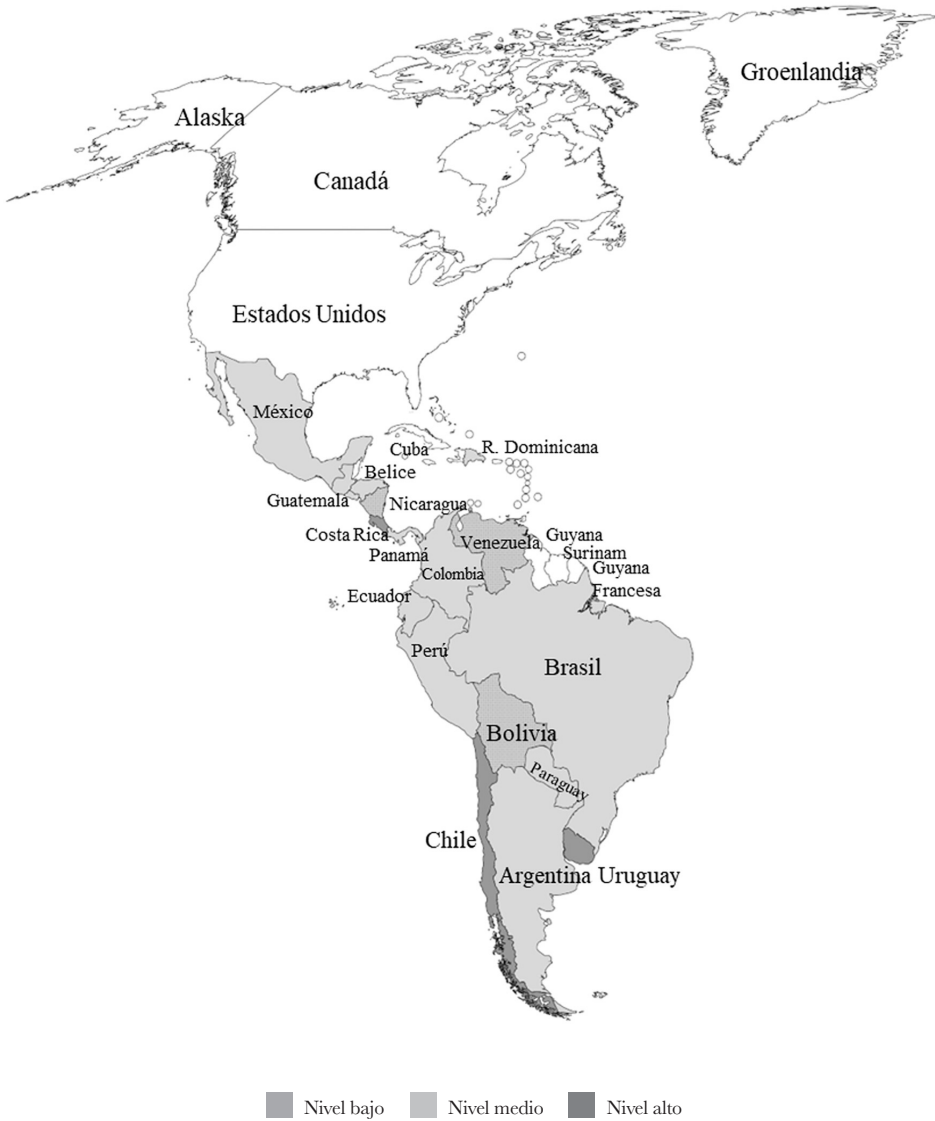 Groenlandia
Alaska
Canadá
Estados Unidos
México
Cuba
R. Dominicana
Belice
Guatemala
Nicaragua
Costa Rica
Panamá
Venezuela
Guyana
Surinam
Guyana
Francesa
Colombia
Ecuador
Perú
Brasil
Bolivia
Paraguay
Chile
Argentina Uruguay
Nivel bajo Nivel medio Nivel alto